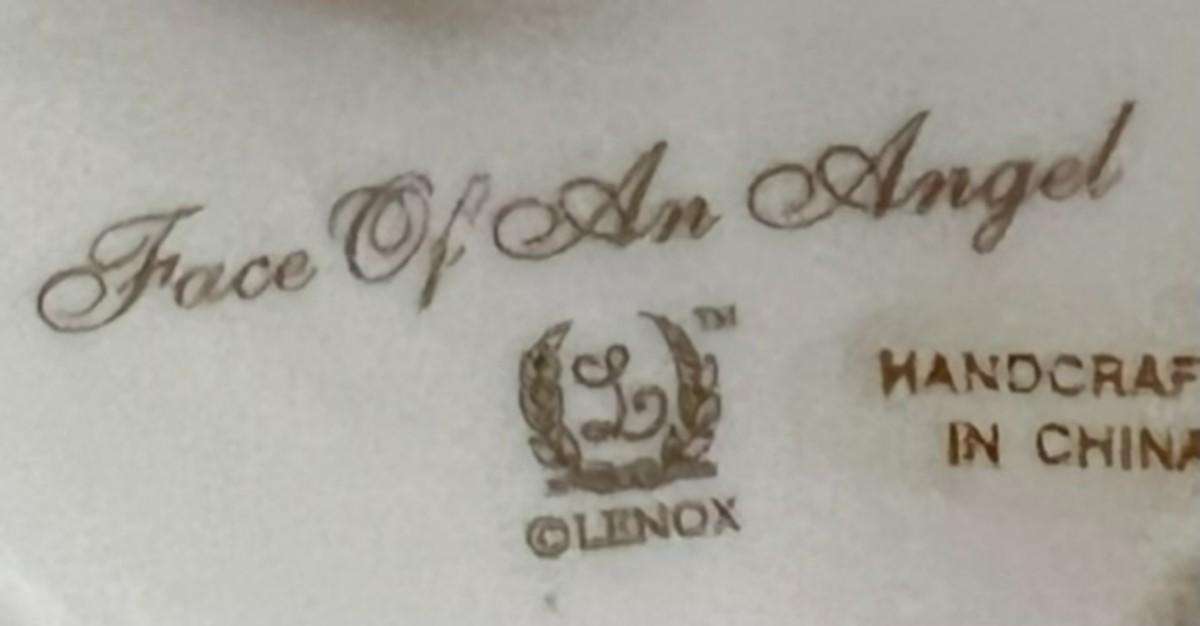 Face Of An Angel
L
TM
©LENOX
HANDCRAF
IN CHINA